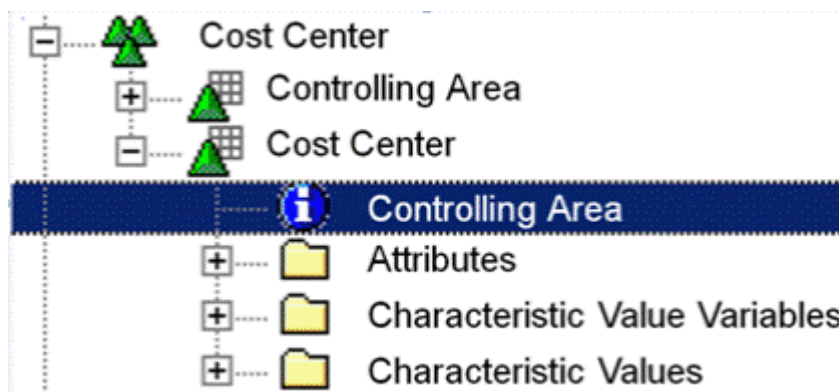 Cost Center
Controlling Area
Cost Center
Controlling Area
Attributes
Characteristic Value Variables
Characteristic Values